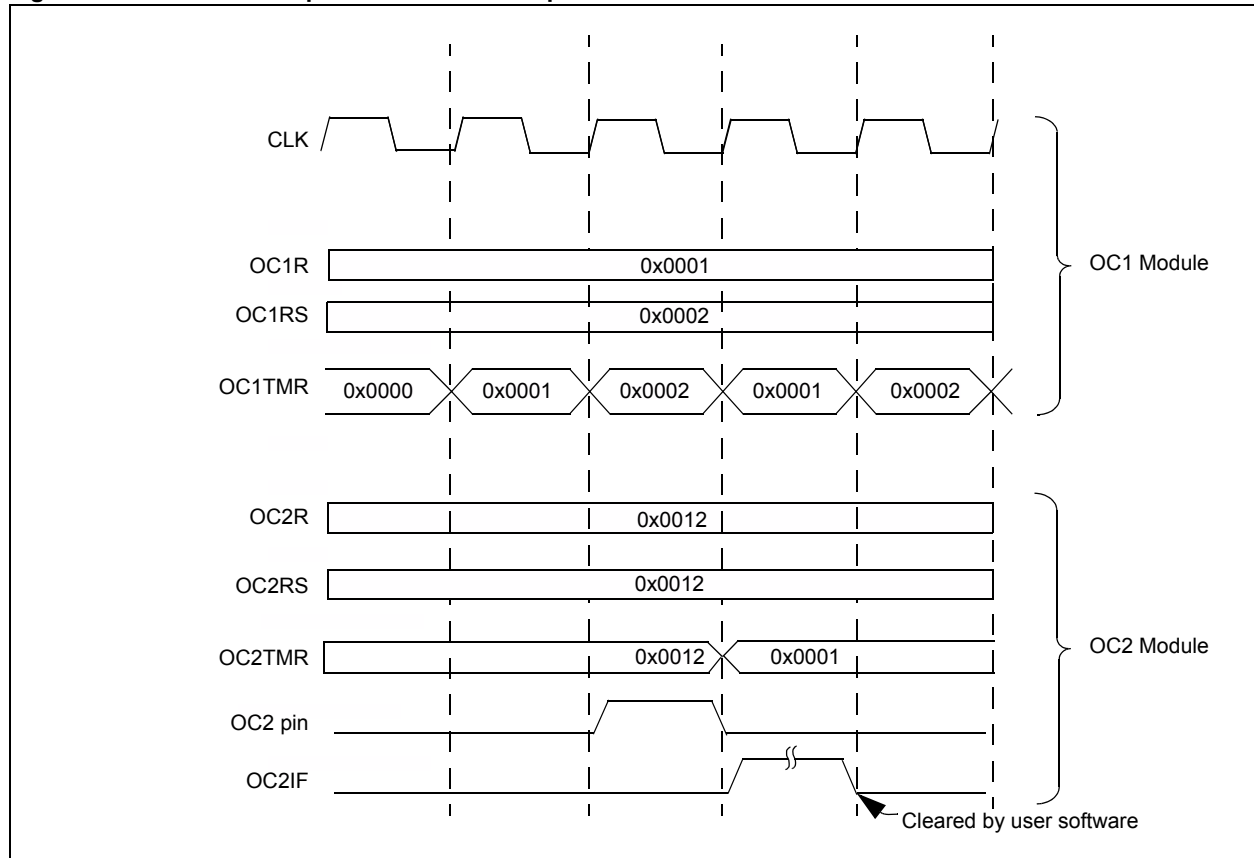 CLK
OC1R 0x0001
OC1RS 0x0002
OC1 Module
OC1TMR 0x0000 0x0001 0x0002 0x0001 0x0002
OC2R 0x0012
OC2RS 0x0012
OC2TMR 0x0012 0x0001
OC2 Module
OC2 pin
OC2IF
Cleared by user software